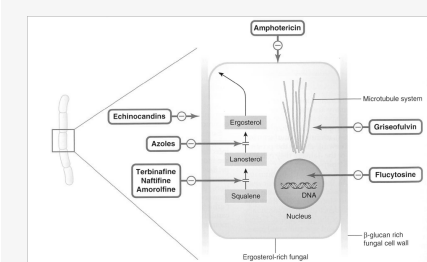 Amphotericin
Microtubule system
Echinocandins
Ergosterol
Griseofulvin
Azoles
Lanosterol
Terbinafine
Naftifine
Amorolfine
Flucytosine
DNA
Squalene
Nucleus
β-glucan rich
fungal cell wall
Ergosterol-rich fungal